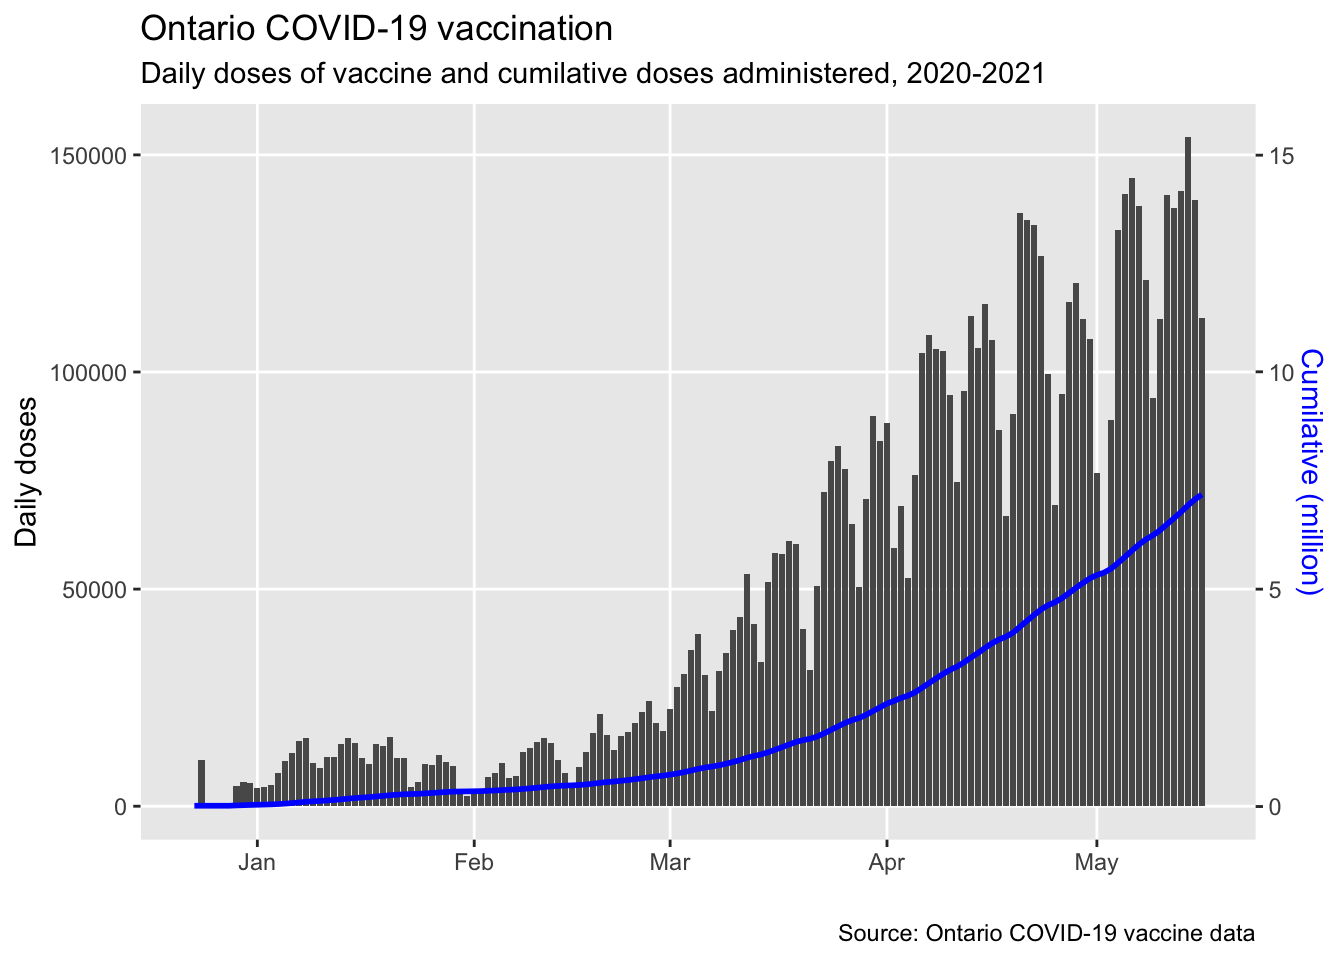 Ontario COVID-19 vaccination
Daily doses of vaccine and cumilative doses administered, 2020-2021
150000
100000
50000
0
Daily doses
15
10
5
0
Cumilative (million)
Jan
Feb
Mar
Apr
May
Source: Ontario COVID-19 vaccine data